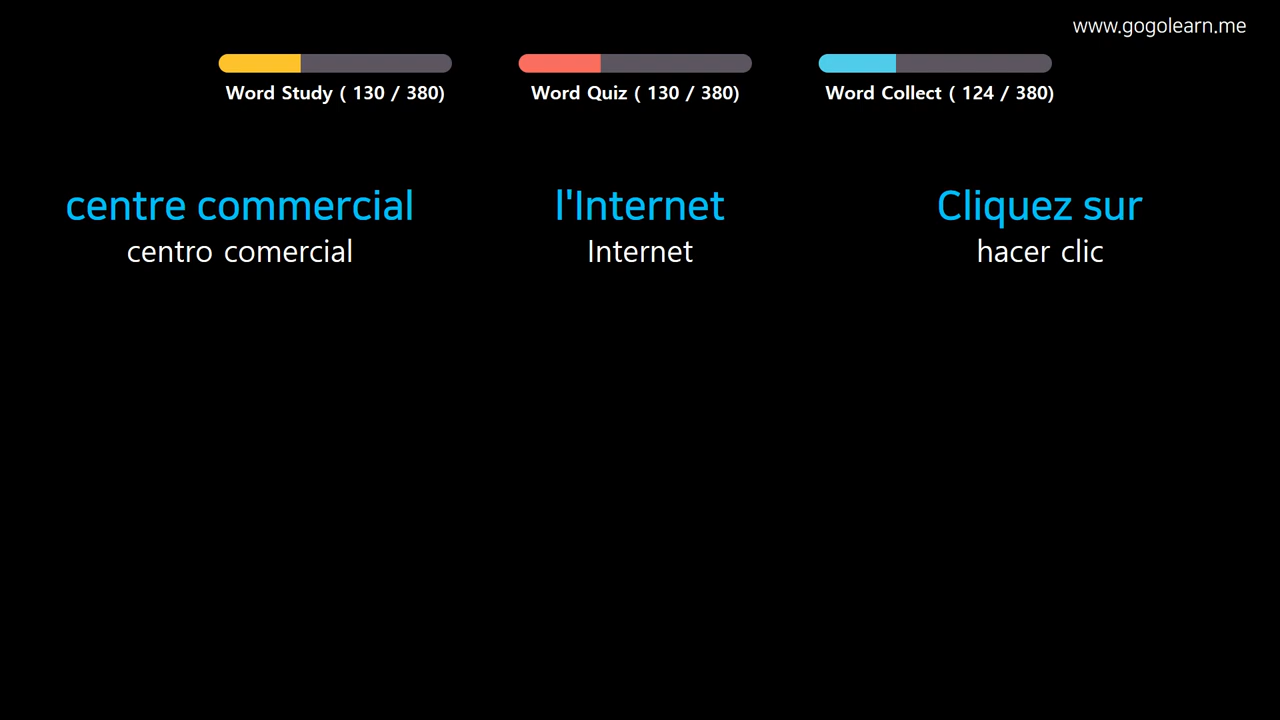 www.gogolearn.me
Word Study ( 130 / 380)
Word Quiz ( 130 / 380)
Word Collect ( 124 / 380)
centre commercial
centro comercial
l'Internet
Internet
Cliquez sur
hacer clic